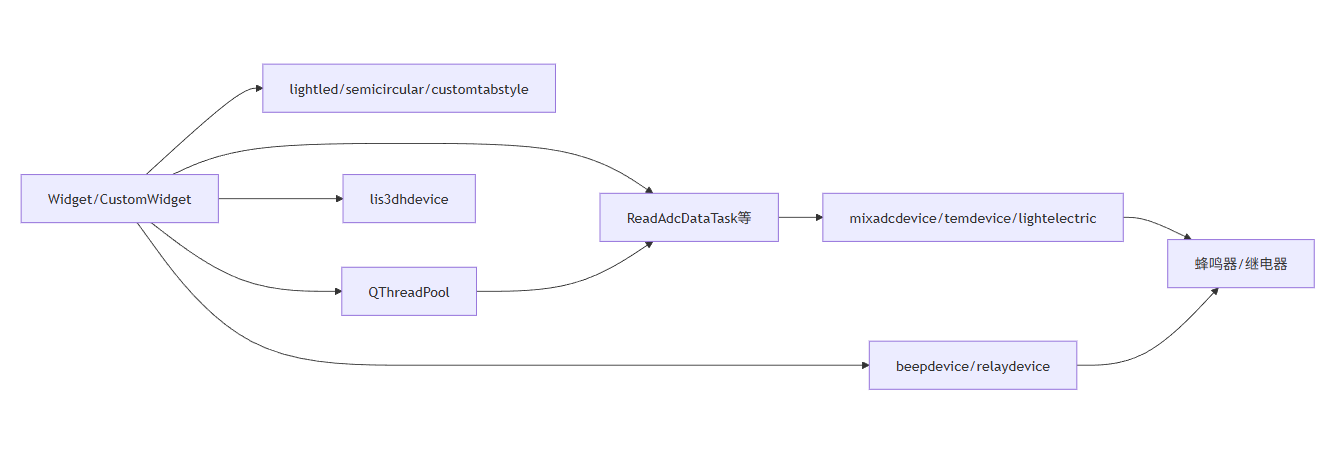 lightled/semicircular/customtabstyle
Widget/CustomWidget
lis3dhdevice
ReadAdcDataTask等
mixadcdevice/temdevice/lightelectric
蜂鸣器/继电器
QThreadPool
beepdevice/relaydevice